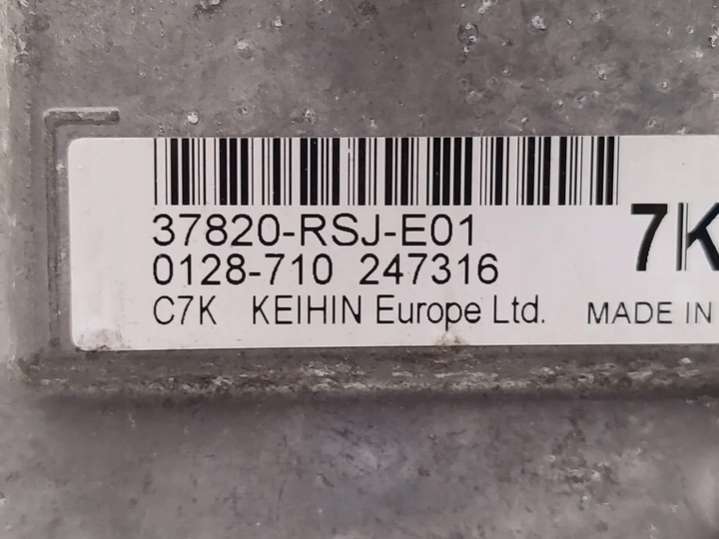 37820-RSJ-E01
7K
0128-710 247316
C7K KEIHIN Europe Ltd. MADE IN